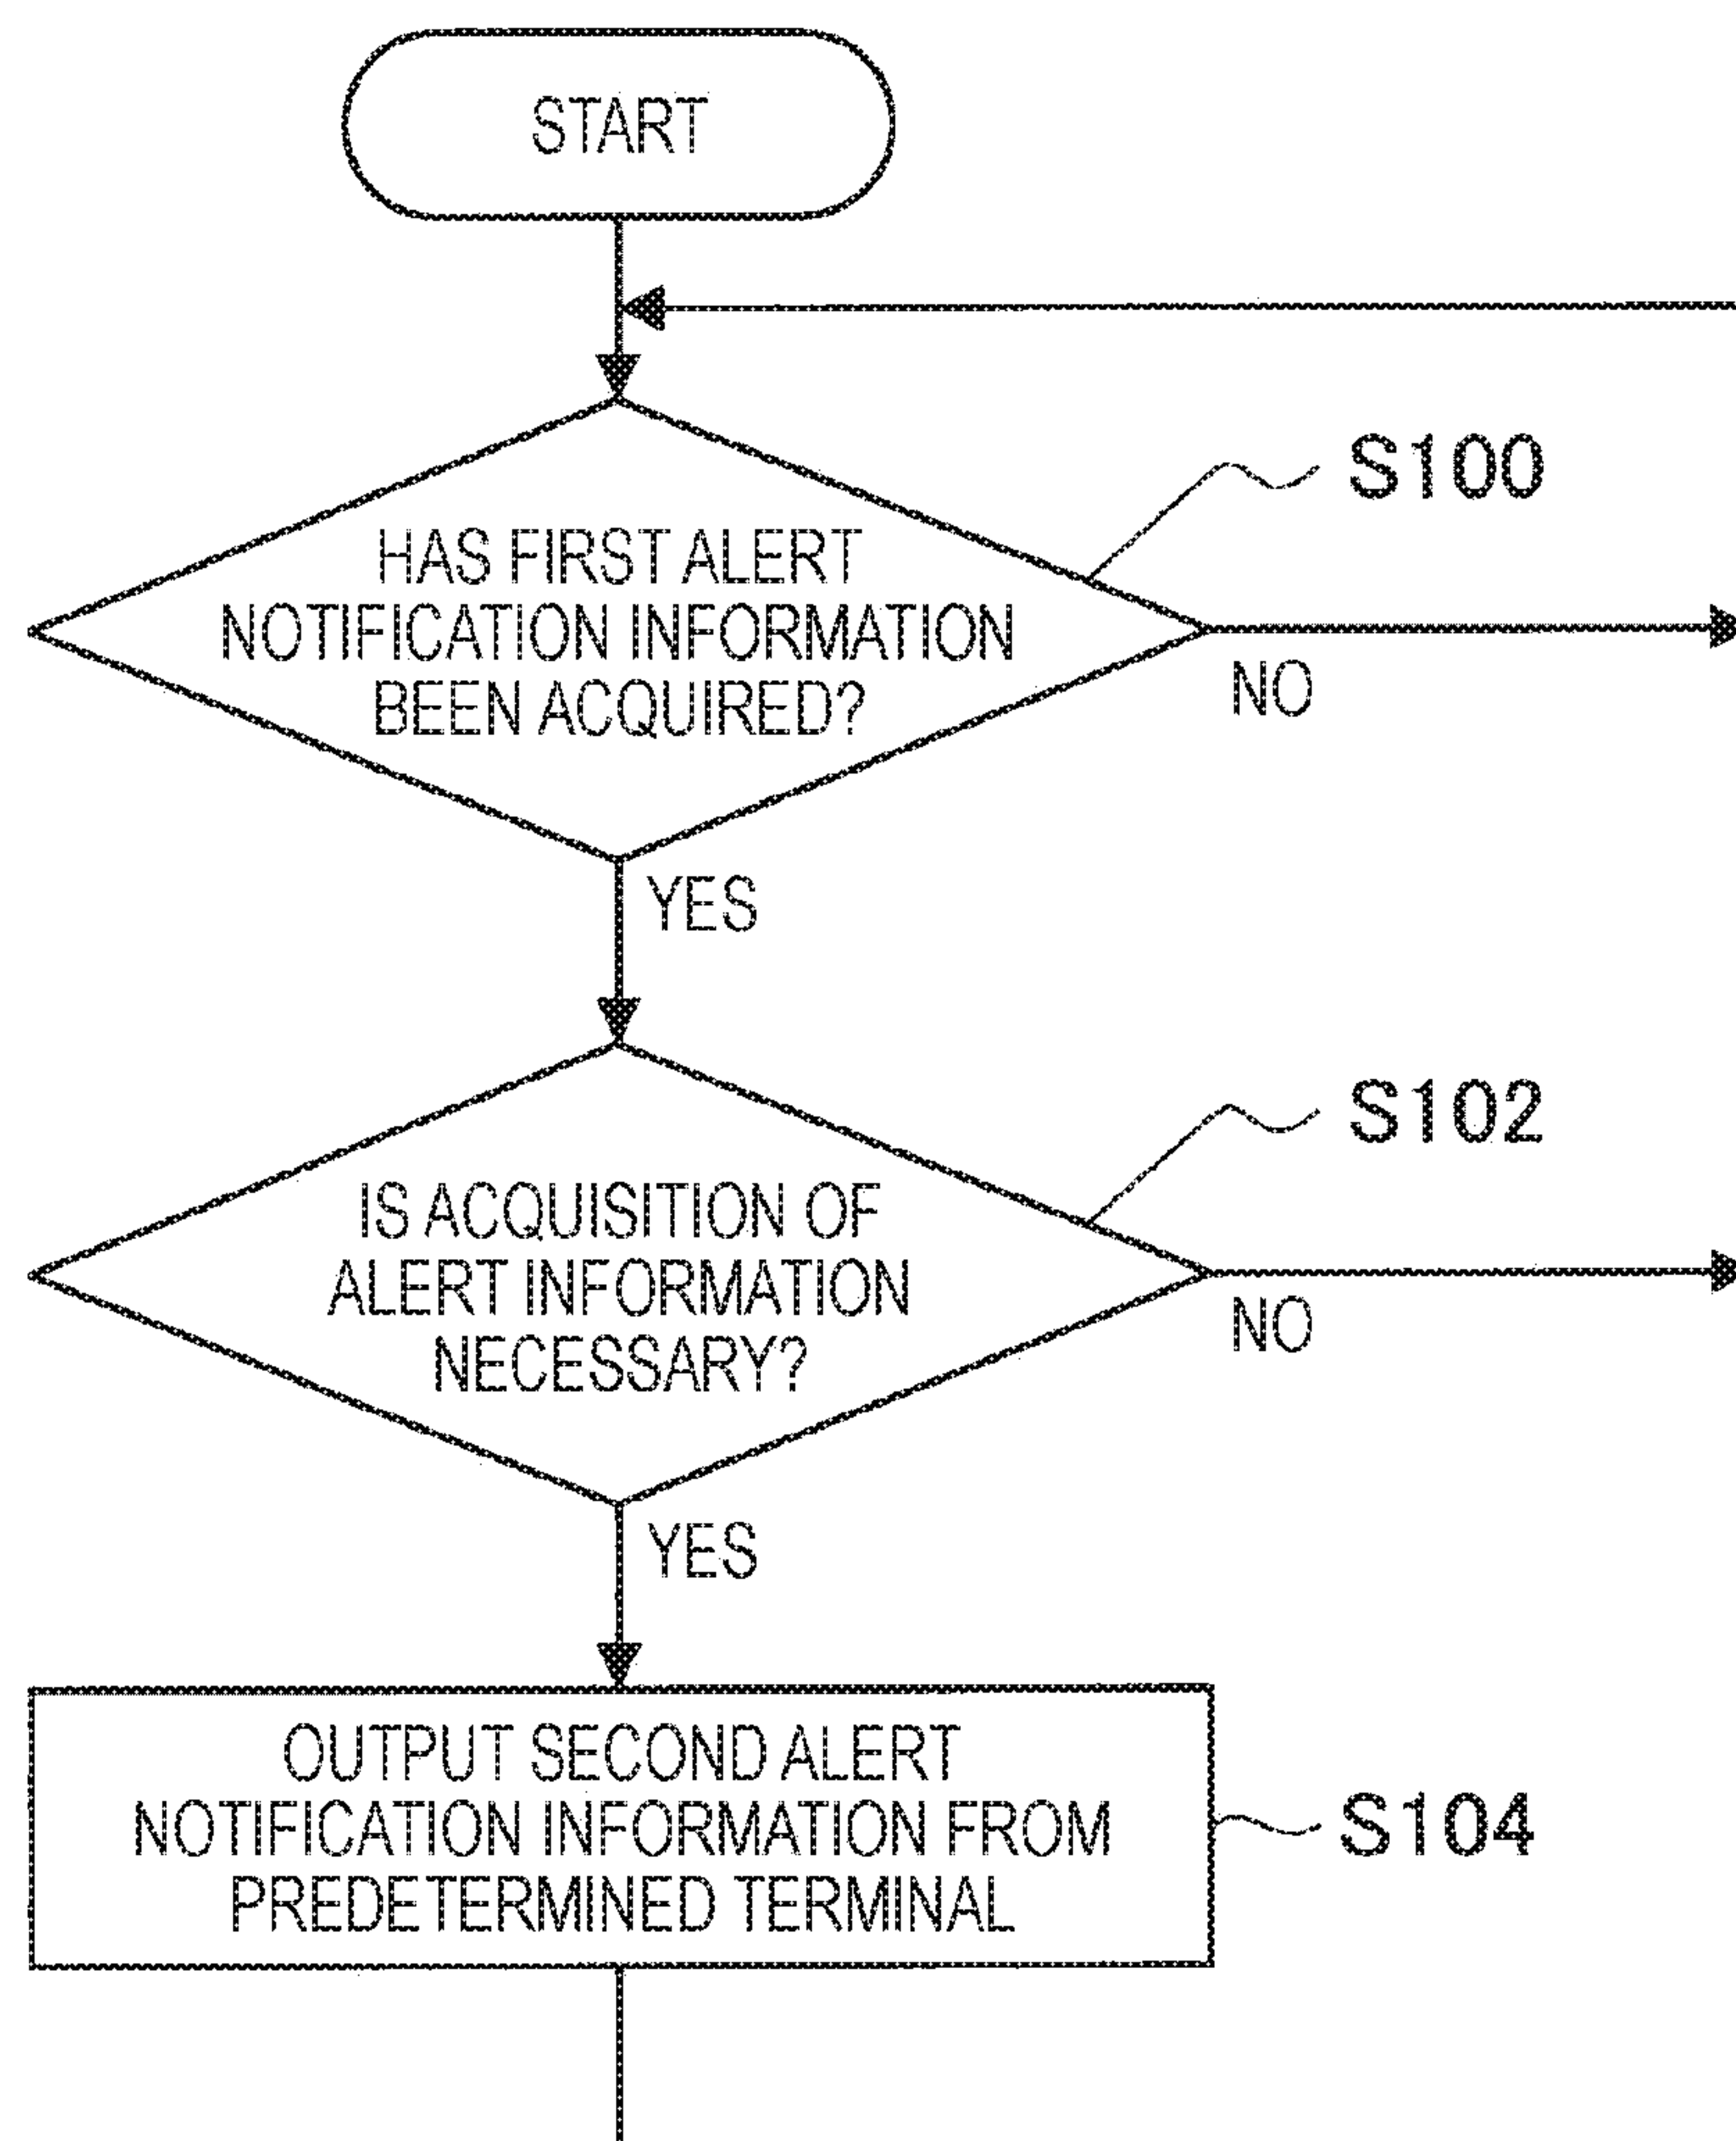 START
S100
HAS FIRST ALERT
NOTIFICATION INFORMATION
BEEN ACQUIRED?
NO
YES
S102
IS ACQUISITION OF
ALERT INFORMATION
NECESSARY?
NO
YES
OUTPUT SECOND ALERT
NOTIFICATION INFORMATION FROM
PREDETERMINED TERMINAL
S104